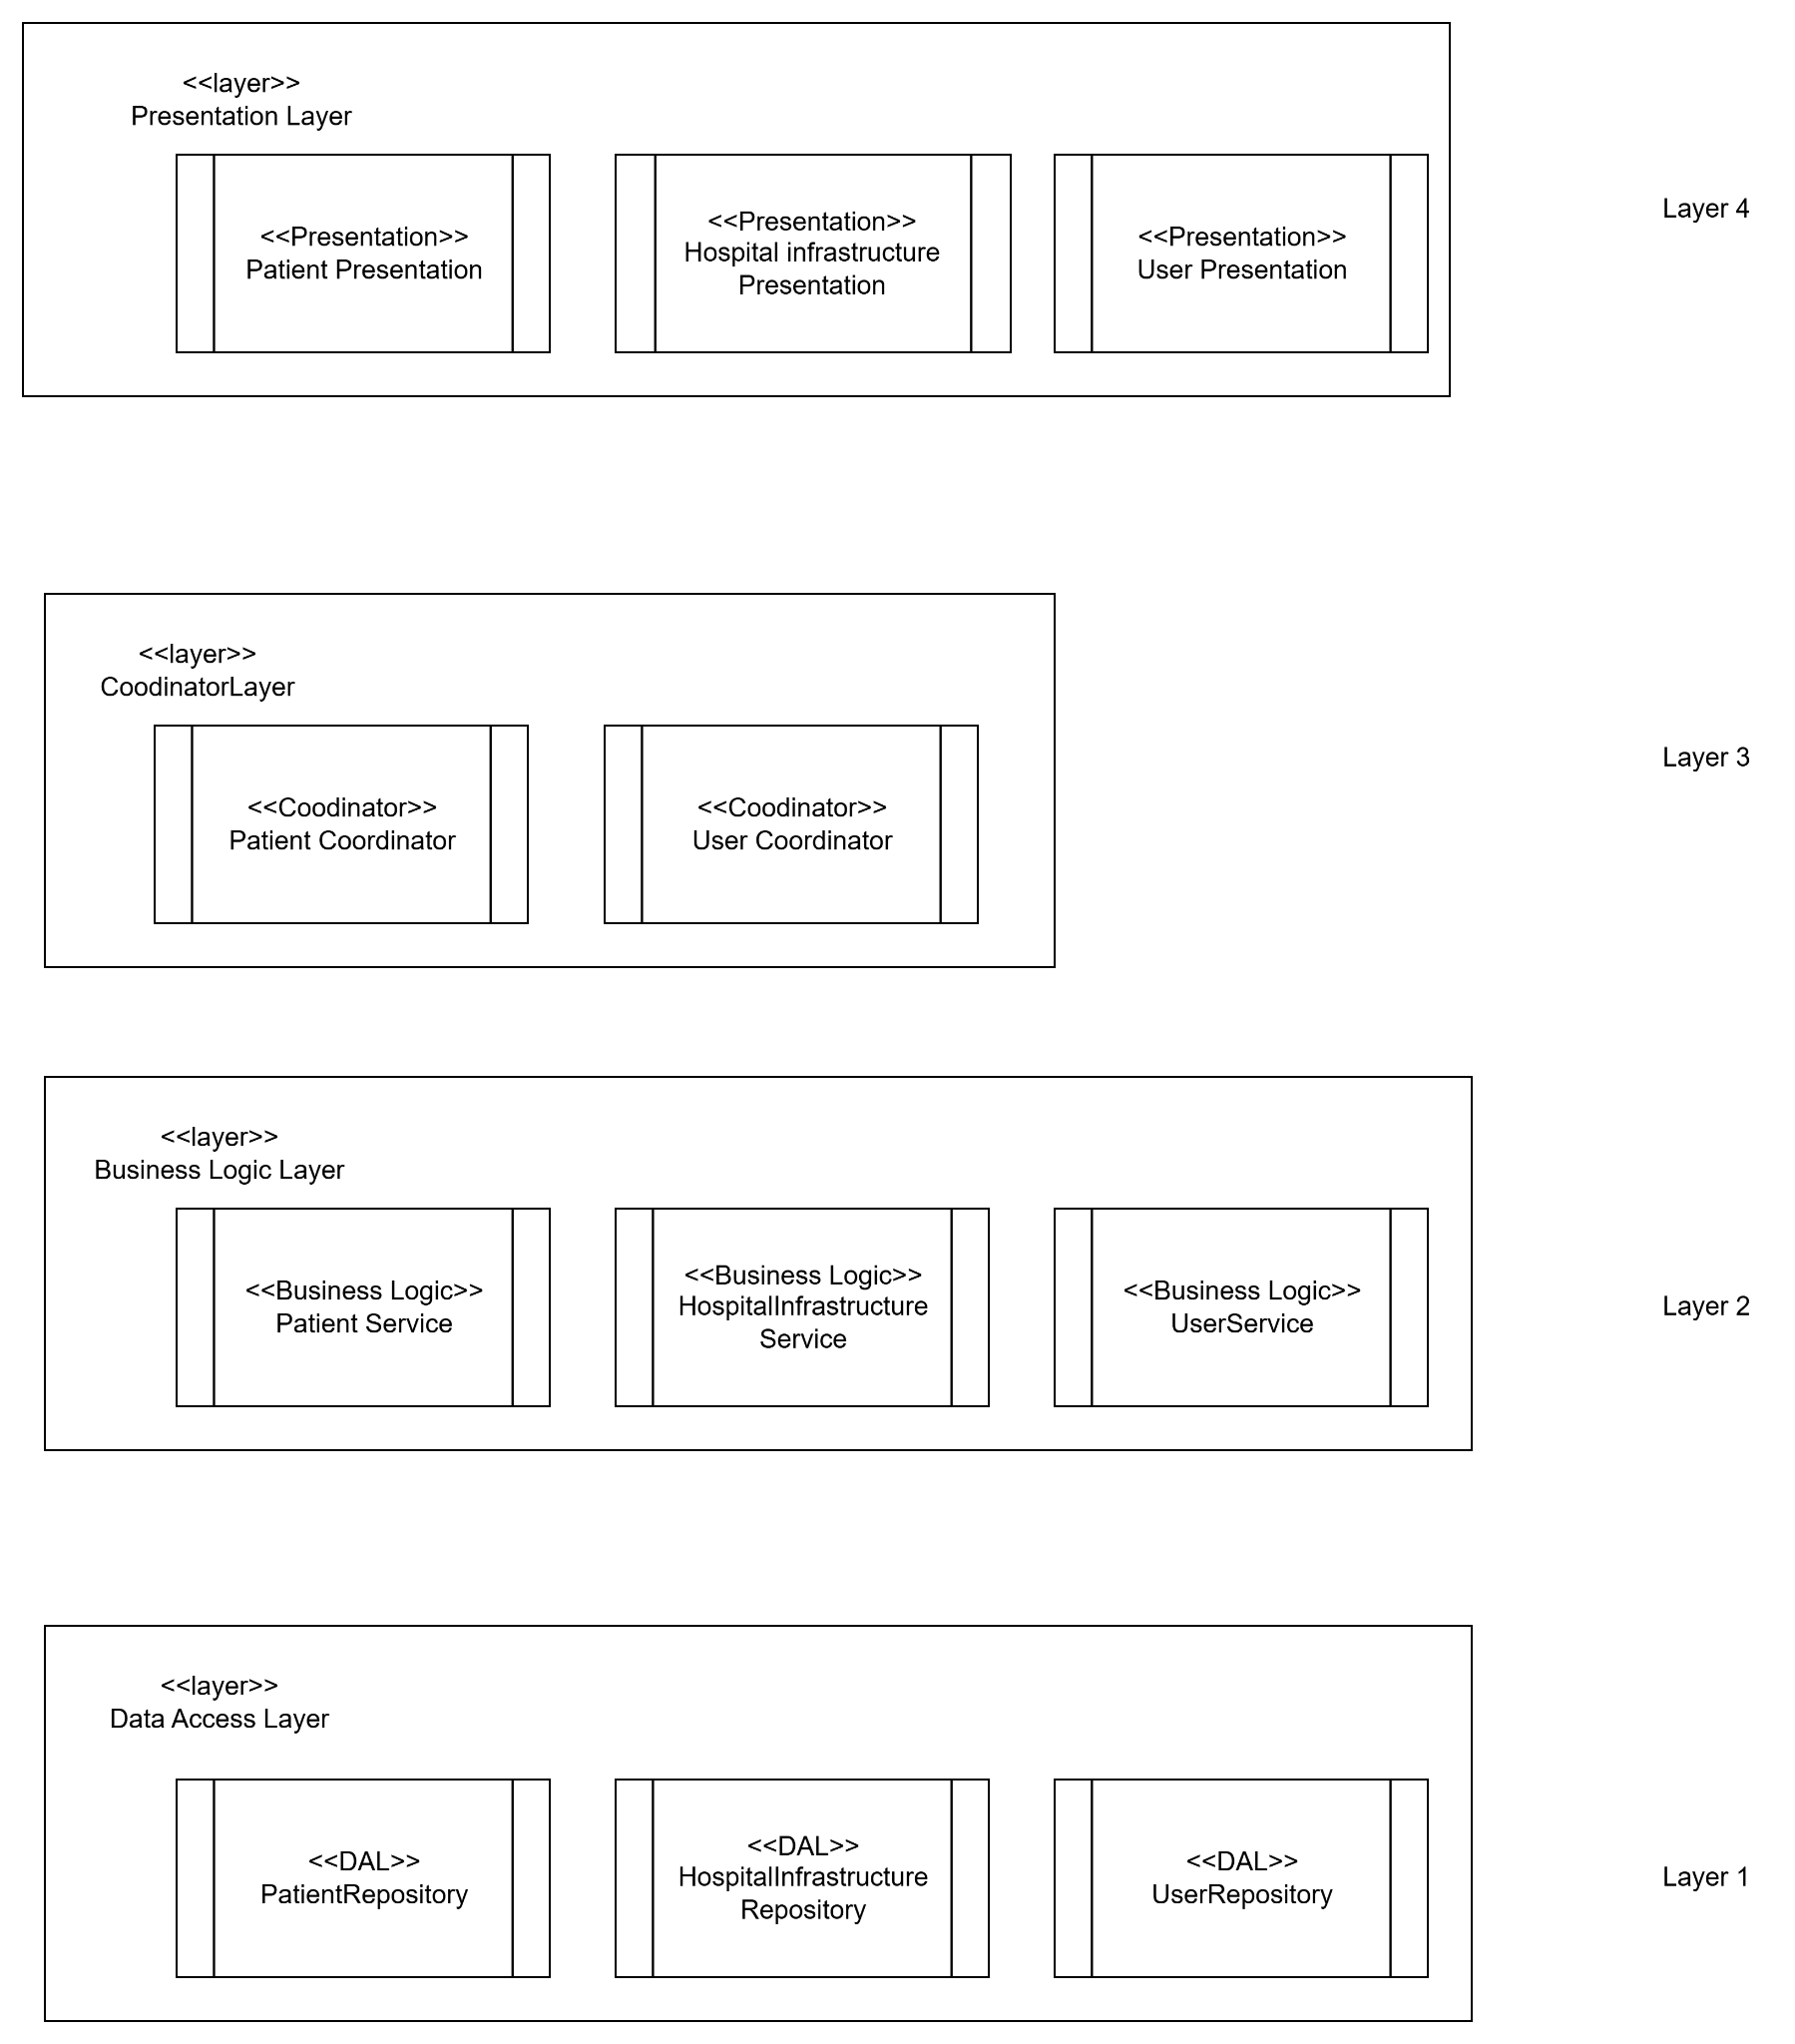 <<layer>>
Presentation Layer
<<Presentation>>
Patient Presentation
<<Presentation>>
Hospital infrastructure
Presentation
<<Presentation>>
User Presentation
Layer 4
<<layer>>
CoodinatorLayer
<<Coodinator>>
Patient Coordinator
<<Coodinator>>
User Coordinator
Layer 3
<<layer>>
Business Logic Layer
<<Business Logic>>
Patient Service
<<Business Logic>>
HospitalInfrastructure
Service
<<Business Logic>>
UserService
Layer 2
<<layer>>
Data Access Layer
<<DAL>>
PatientRepository
<<DAL>>
HospitalInfrastructure
Repository
<<DAL>>
UserRepository
Layer 1